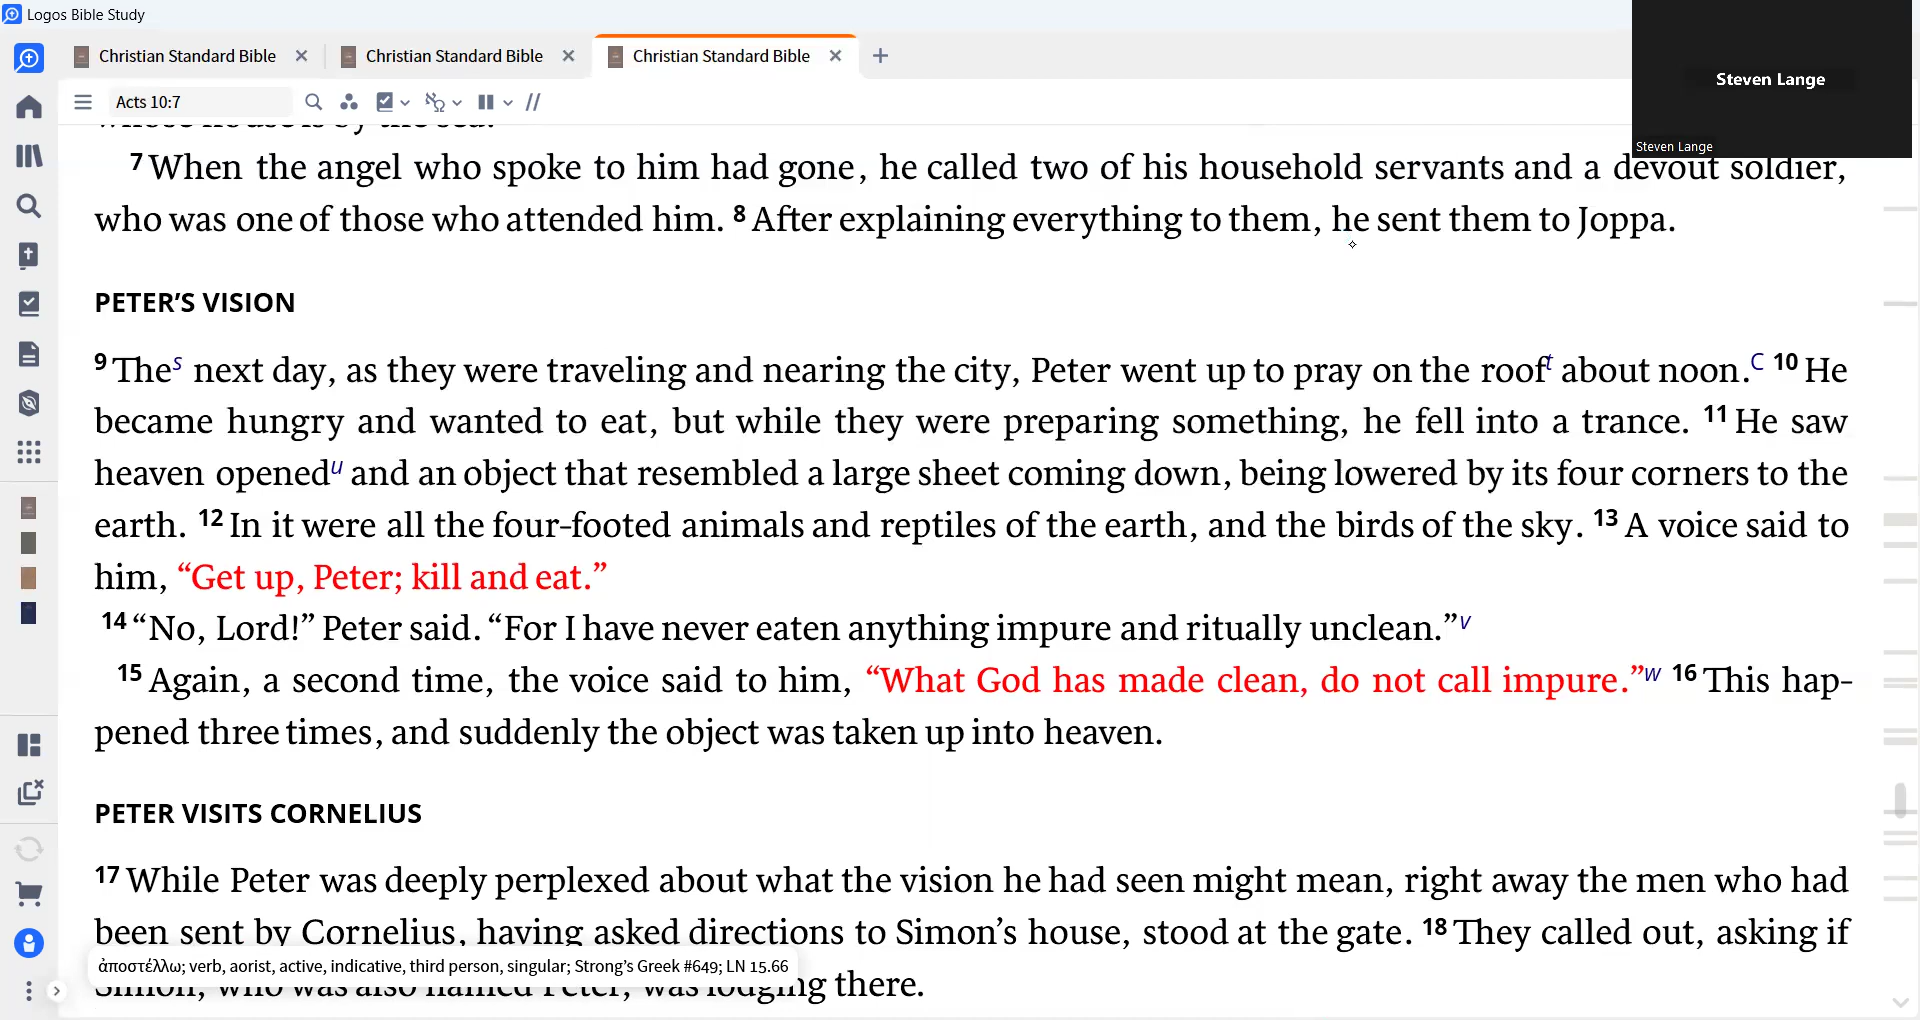 Logos Bible Study
Christian Standard Bible
Christian Standard Bible
Christian Standard Bible
Acts 10:7
Steven Lange
Steven Lange
7 When the angel who spoke to him had gone, he called two of his household servants and a devout soldier,
who was one of those who attended him. 8 After explaining everything to them, he sent them to Joppa.
PETER’S VISION
9 The s next day, as they were traveling and nearing the city, Peter went up to pray on the roof t about noon. C 10 He
became hungry and wanted to eat, but while they were preparing something, he fell into a trance. 11 He saw
heaven opened u and an object that resembled a large sheet coming down, being lowered by its four corners to the
earth. 12 In it were all the four-footed animals and reptiles of the earth, and the birds of the sky. 13 A voice said to
him, “Get up, Peter; kill and eat.”
14 “No, Lord!” Peter said. “For I have never eaten anything impure and ritually unclean.” v
15 Again, a second time, the voice said to him, “What God has made clean, do not call impure.” w 16 This hap-
pened three times, and suddenly the object was taken up into heaven.
PETER VISITS CORNELIUS
17 While Peter was deeply perplexed about what the vision he had seen might mean, right away the men who had
been sent by Cornelius, having asked directions to Simon’s house, stood at the gate. 18 They called out, asking if
ἀποστέλλω; verb, aorist, active, indicative, third person, singular; Strong’s Greek #649; LN 15.66
Simon, who was also named Peter, was lodging there.